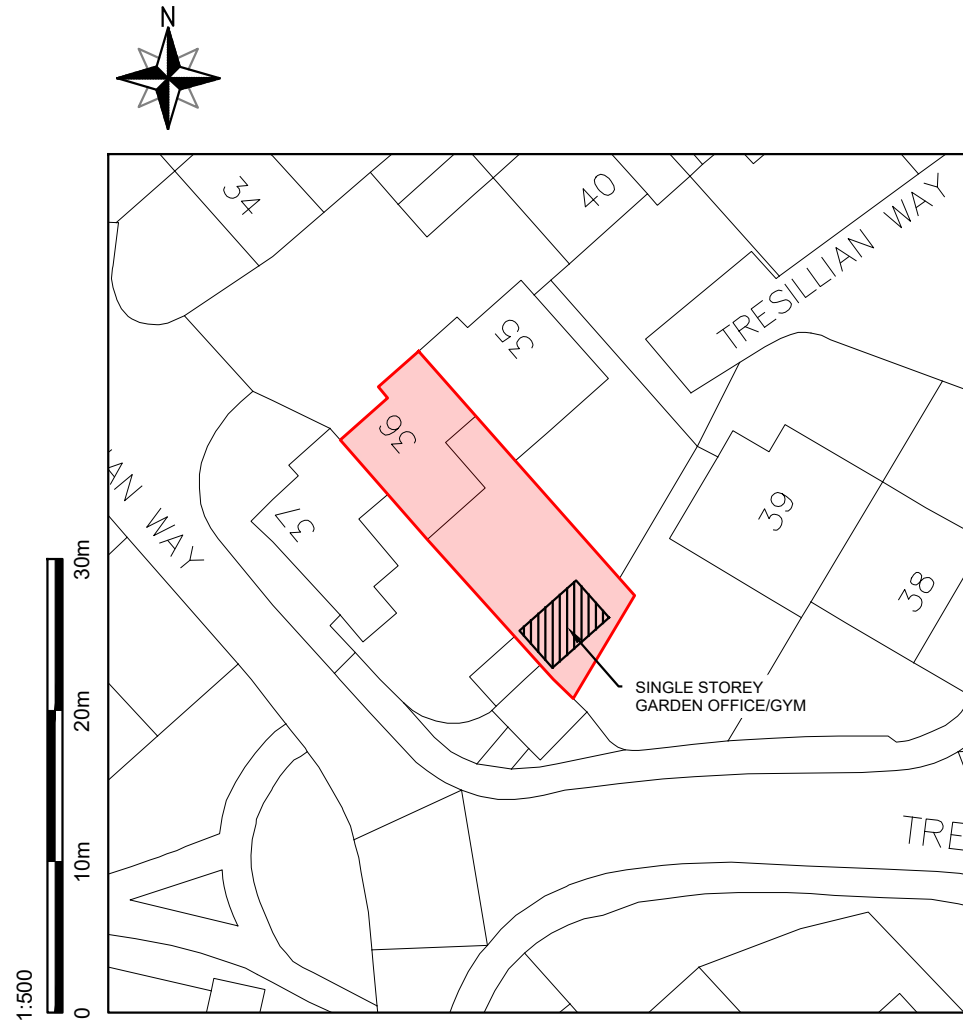 N
34
40
TRESILLIAN WAY
35
36
AN WAY
37
39
38
SINGLE STOREY
GARDEN OFFICE/GYM
TRE
30m
20m
10m
0
1:500